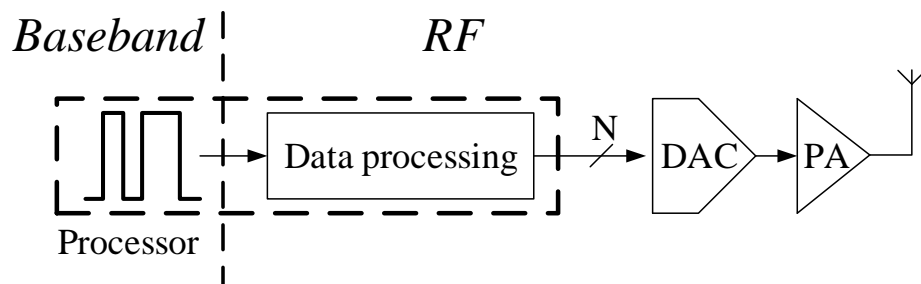 Baseband
RF
N
Data processing
DAC
PA
Processor